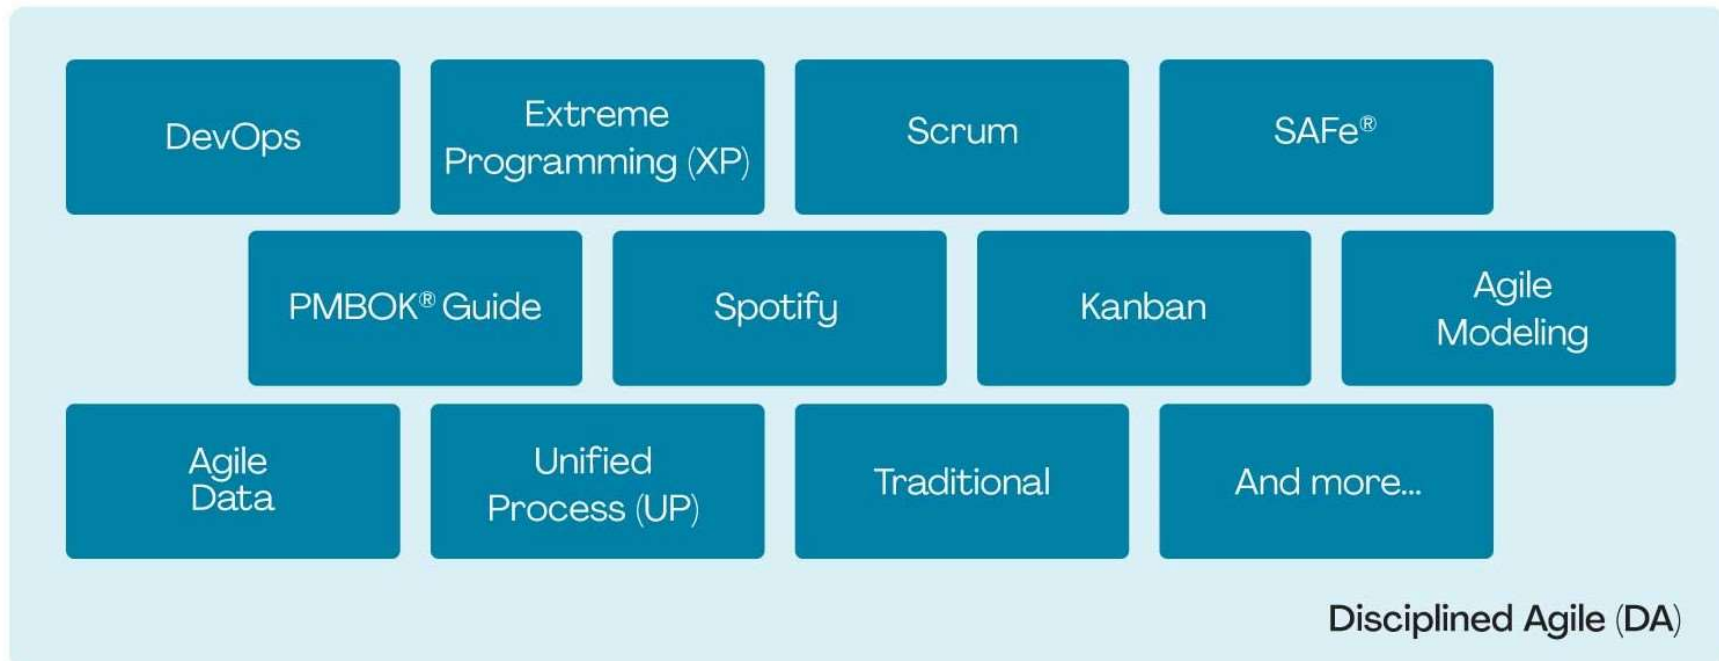 DevOps
Extreme
Programming (XP)
Scrum
SAFe®
PMBOK® Guide
Spotify
Kanban
Agile
Modeling
Agile
Data
Unified
Process (UP)
Traditional
And more...
Disciplined Agile (DA)